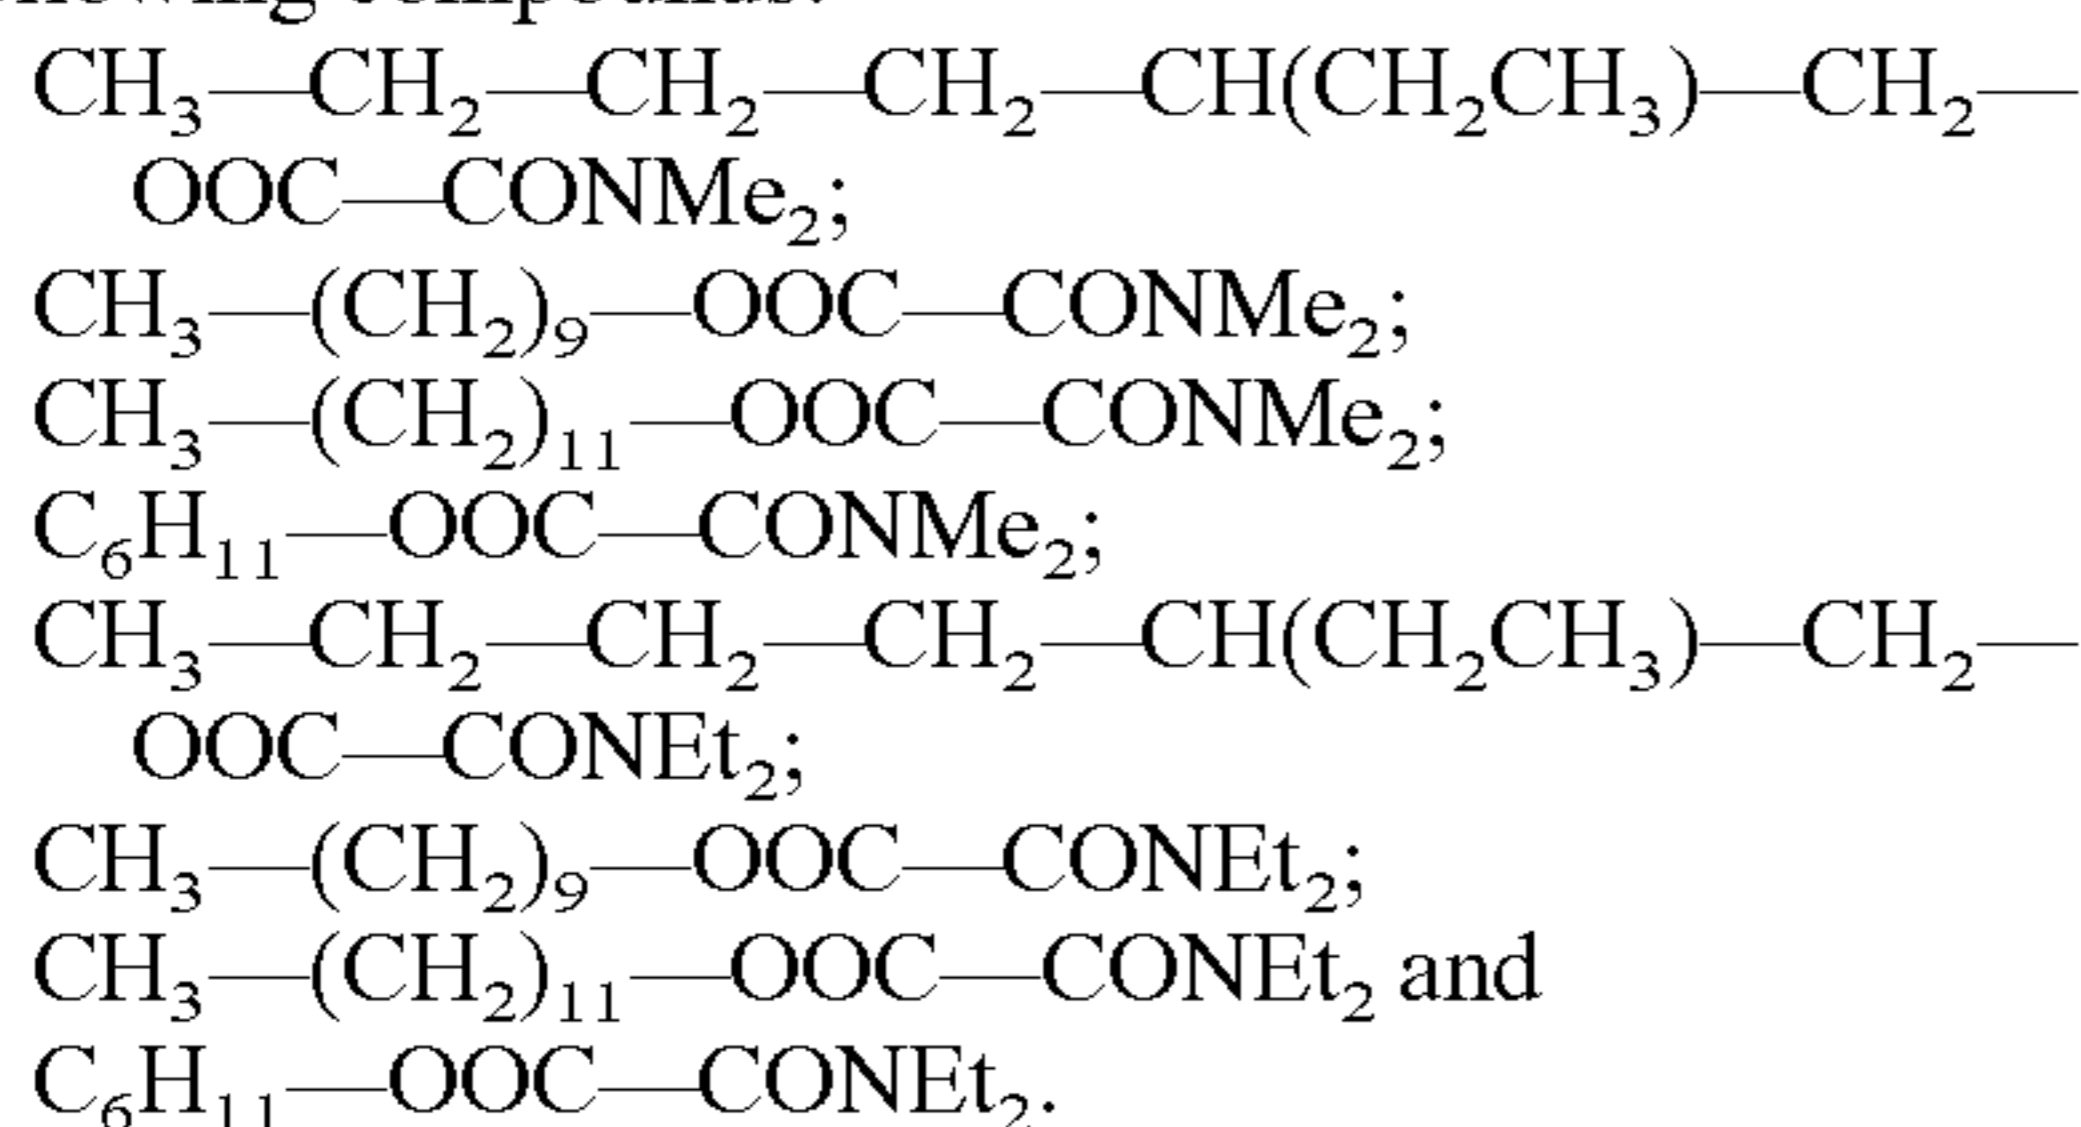 following compounds:
CH₃—CH₂—CH₂—CH₂—CH(CH₂CH₃)—CH₂—
OOC—CONMe₂;
CH₃—(CH₂)₉—OOC—CONMe₂;
CH₃—(CH₂)₁₁—OOC—CONMe₂;
C₆H₁₁—OOC—CONMe₂;
CH₃—CH₂—CH₂—CH₂—CH(CH₂CH₃)—CH₂—
OOC—CONEt₂;
CH₃—(CH₂)₉—OOC—CONEt₂;
CH₃—(CH₂)₁₁—OOC—CONEt₂ and
C₆H₁₁—OOC—CONEt₂.